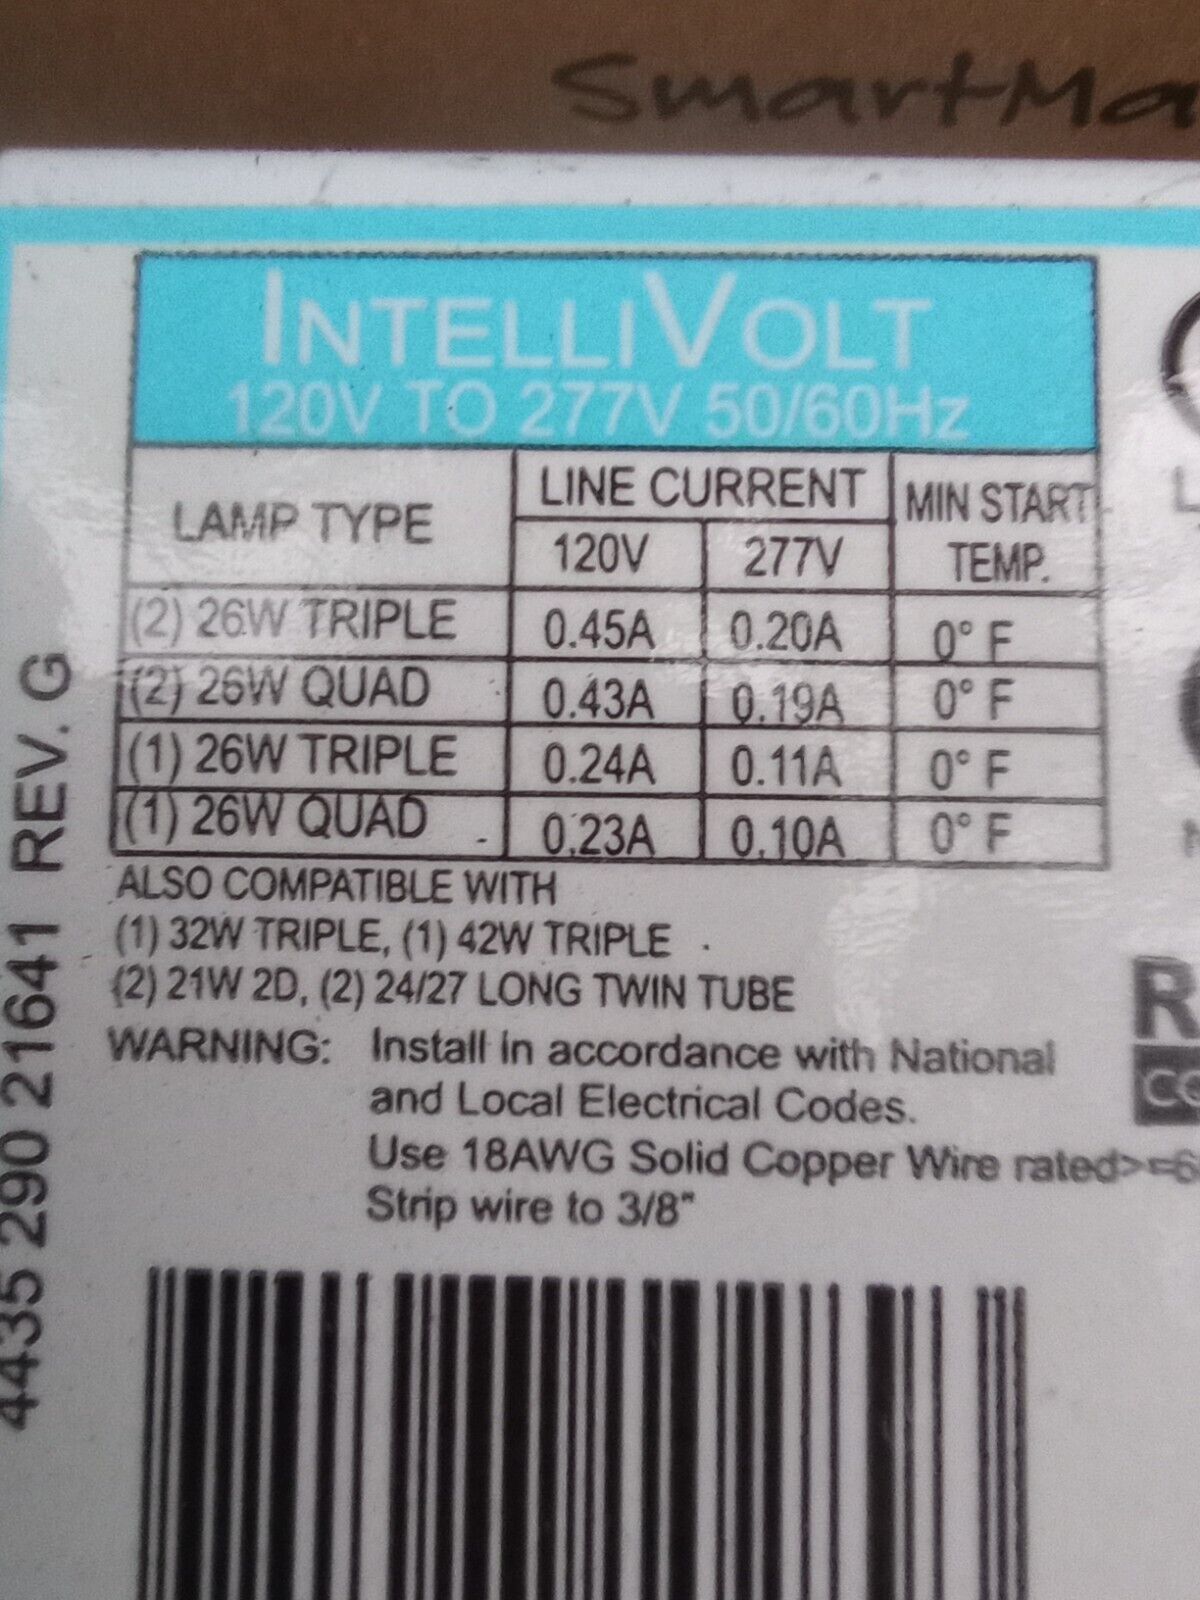 SmartMa
INTELLIVOLT
120V TO 277V 50/60Hz
LAMP TYPE LINE CURRENT MIN START TEMP.
120V 277V
(2) 26W TRIPLE 0.45A 0.20A 0° F
(2) 26W QUAD 0.43A 0.19A 0° F
(1) 26W TRIPLE 0.24A 0.11A 0° F
(1) 26W QUAD 0.23A 0.10A 0° F
ALSO COMPATIBLE WITH
(1) 32W TRIPLE, (1) 42W TRIPLE
(2) 21W 2D, (2) 24/27 LONG TWIN TUBE
WARNING: Install in accordance with National
and Local Electrical Codes.
Use 18AWG Solid Copper Wire rated>=6
Strip wire to 3/8"
4435 290 21641 REV. G
R